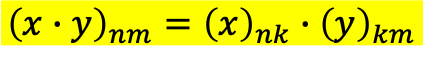 (x · y)ₙₘ = (x)ₙₖ · (y)ₖₘ